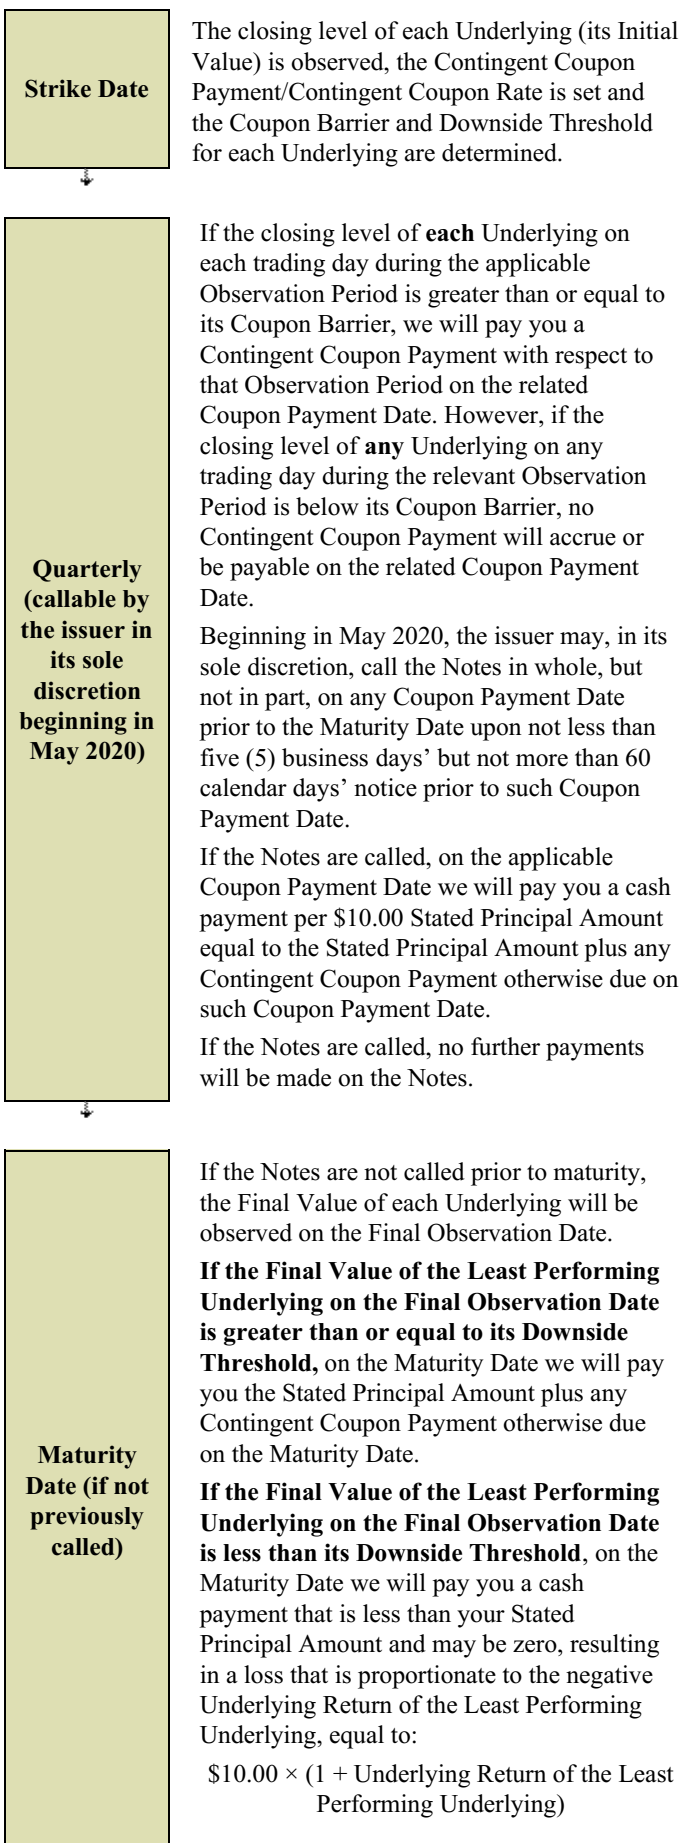 Strike Date
The closing level of each Underlying (its Initial
Value) is observed, the Contingent Coupon
Payment/Contingent Coupon Rate is set and
the Coupon Barrier and Downside Threshold
for each Underlying are determined.
Quarterly
(callable by
the issuer in
its sole
discretion
beginning in
May 2020)
If the closing level of each Underlying on
each trading day during the applicable
Observation Period is greater than or equal to
its Coupon Barrier, we will pay you a
Contingent Coupon Payment with respect to
that Observation Period on the related
Coupon Payment Date. However, if the
closing level of any Underlying on any
trading day during the relevant Observation
Period is below its Coupon Barrier, no
Contingent Coupon Payment will accrue or
be payable on the related Coupon Payment
Date.
Beginning in May 2020, the issuer may, in its
sole discretion, call the Notes in whole, but
not in part, on any Coupon Payment Date
prior to the Maturity Date upon not less than
five (5) business days’ but not more than 60
calendar days’ notice prior to such Coupon
Payment Date.
If the Notes are called, on the applicable
Coupon Payment Date we will pay you a cash
payment per $10.00 Stated Principal Amount
equal to the Stated Principal Amount plus any
Contingent Coupon Payment otherwise due on
such Coupon Payment Date.
If the Notes are called, no further payments
will be made on the Notes.
Maturity
Date (if not
previously
called)
If the Notes are not called prior to maturity,
the Final Value of each Underlying will be
observed on the Final Observation Date.
If the Final Value of the Least Performing
Underlying on the Final Observation Date
is greater than or equal to its Downside
Threshold, on the Maturity Date we will pay
you the Stated Principal Amount plus any
Contingent Coupon Payment otherwise due
on the Maturity Date.
If the Final Value of the Least Performing
Underlying on the Final Observation Date
is less than its Downside Threshold, on the
Maturity Date we will pay you a cash
payment that is less than your Stated
Principal Amount and may be zero, resulting
in a loss that is proportionate to the negative
Underlying Return of the Least Performing
Underlying, equal to:
$10.00 × (1 + Underlying Return of the Least
Performing Underlying)